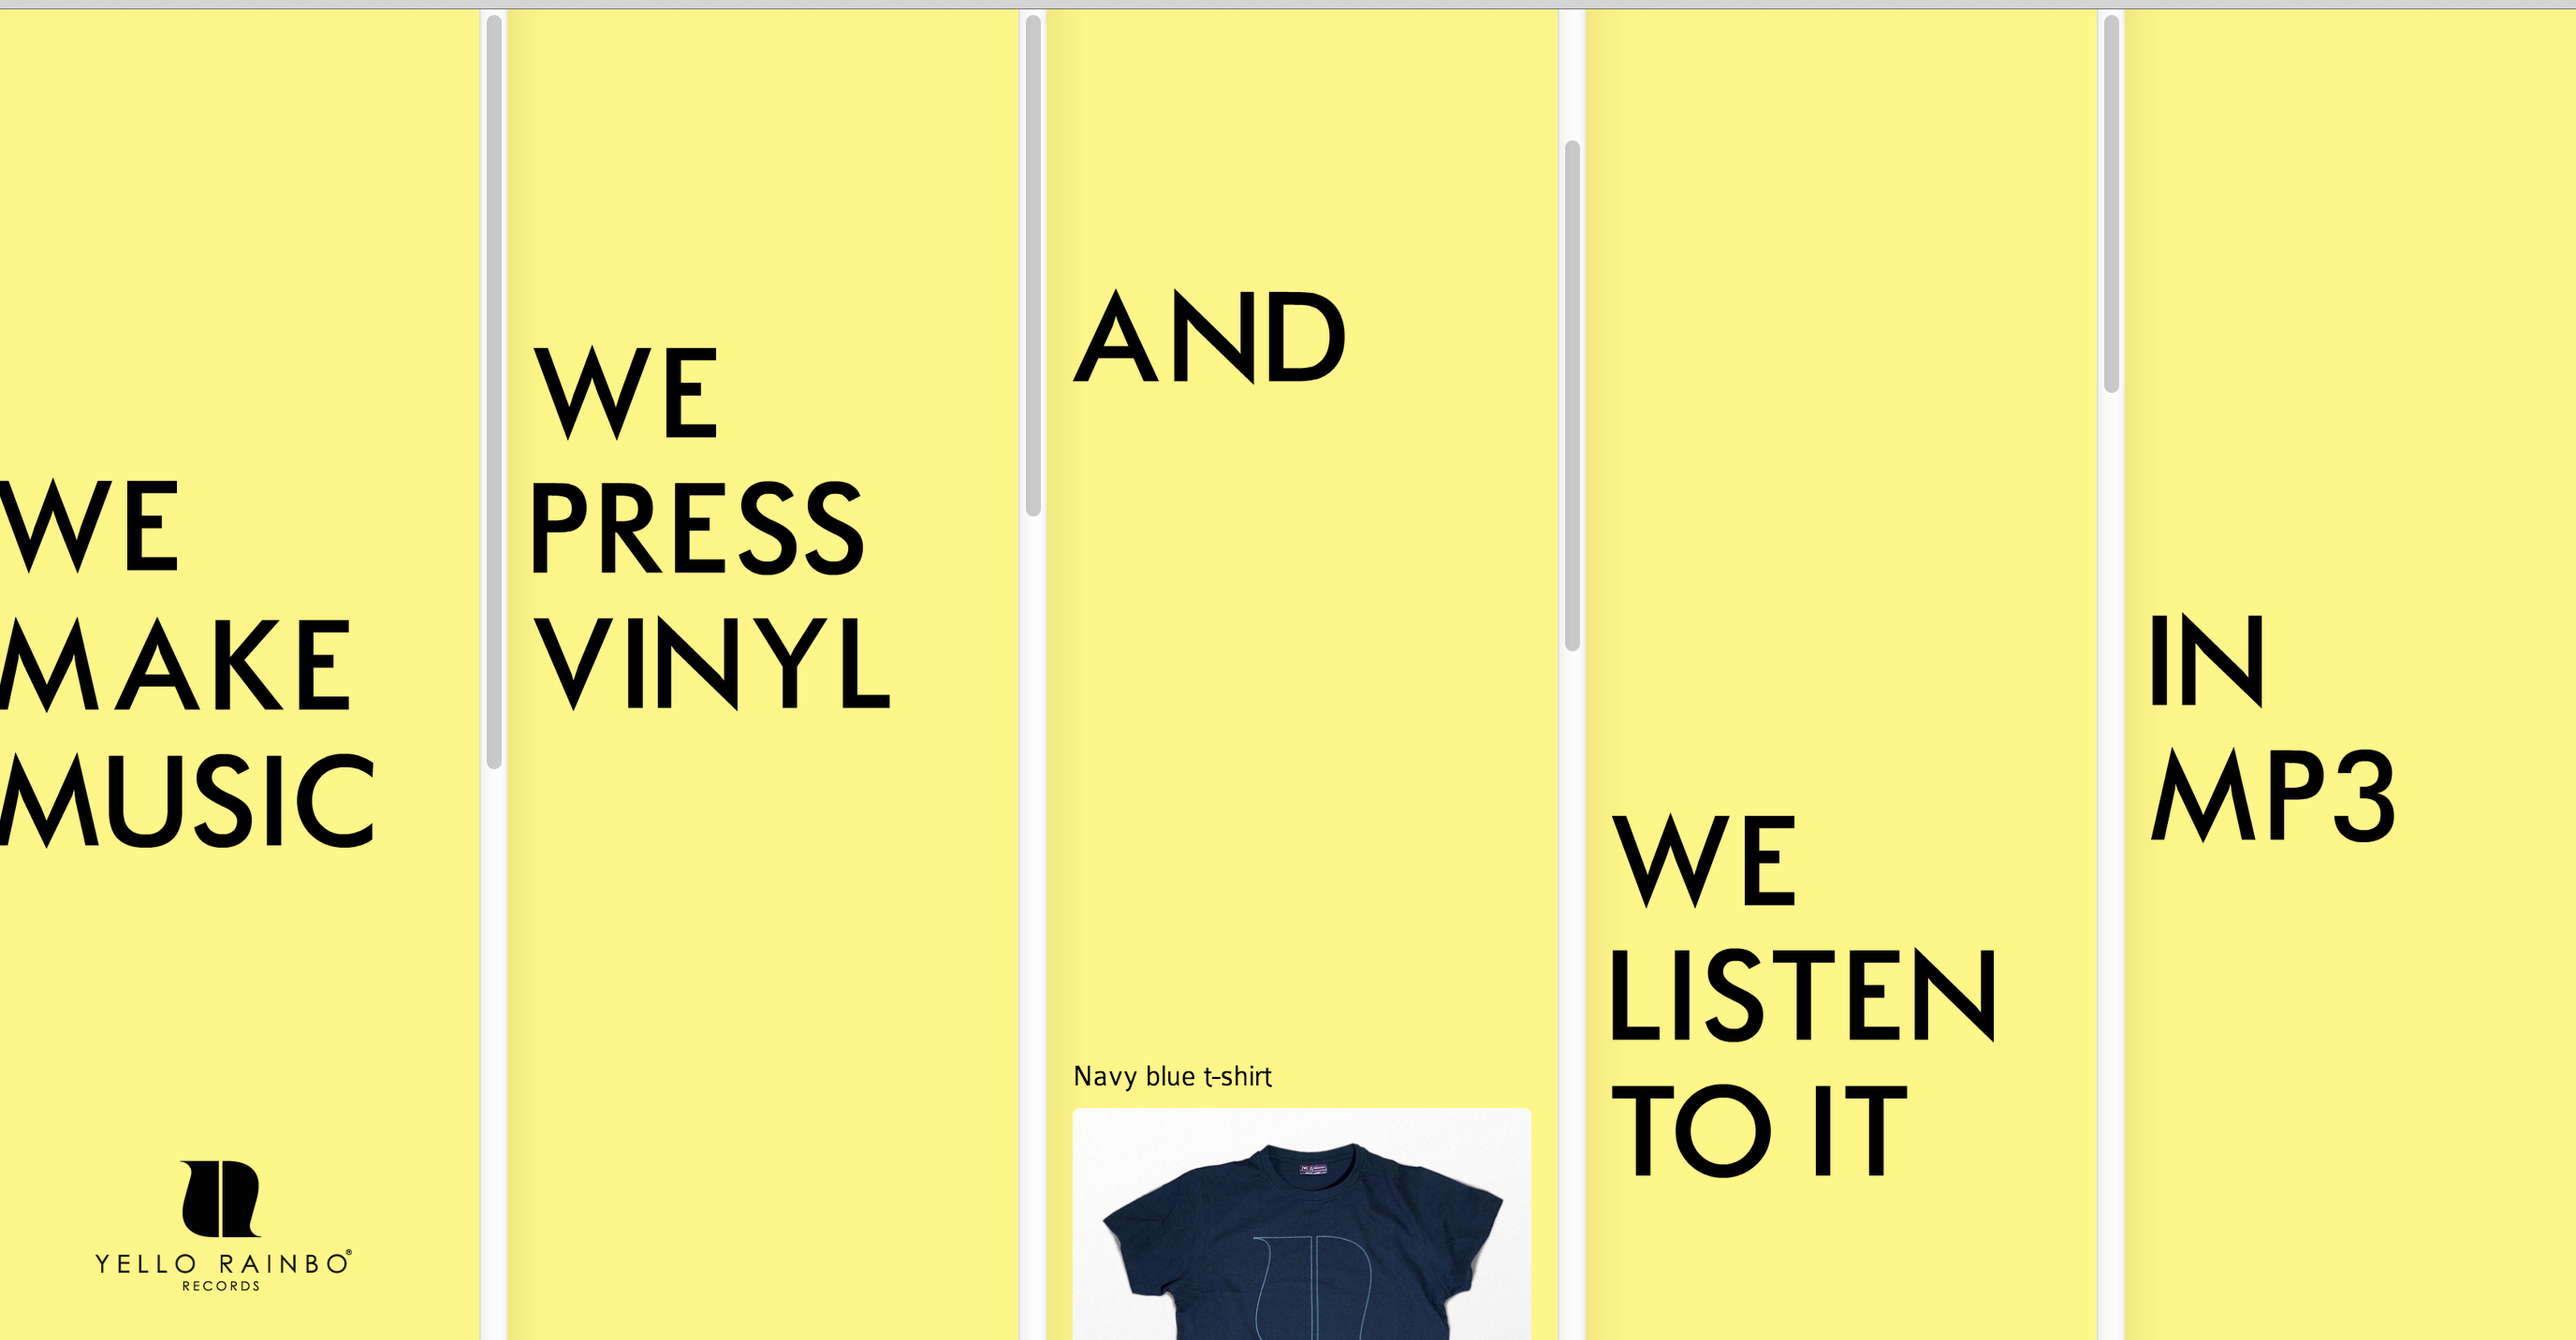 WE
MAKE
MUSIC
YELLO RAINBO®
RECORDS
WE
PRESS
VINYL
AND
Navy blue t-shirt
WE
LISTEN
TO IT
IN
MP3